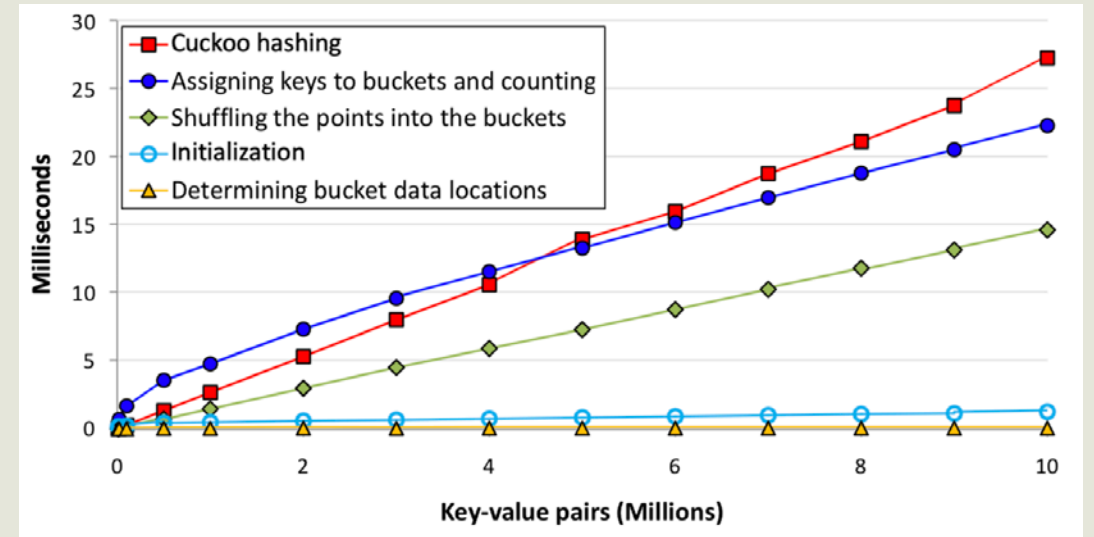 30
25
20
15
10
5
0
Milliseconds
Cuckoo hashing
Assigning keys to buckets and counting
Shuffling the points into the buckets
Initialization
Determining bucket data locations
0 2 4 6 8 10
Key-value pairs (Millions)